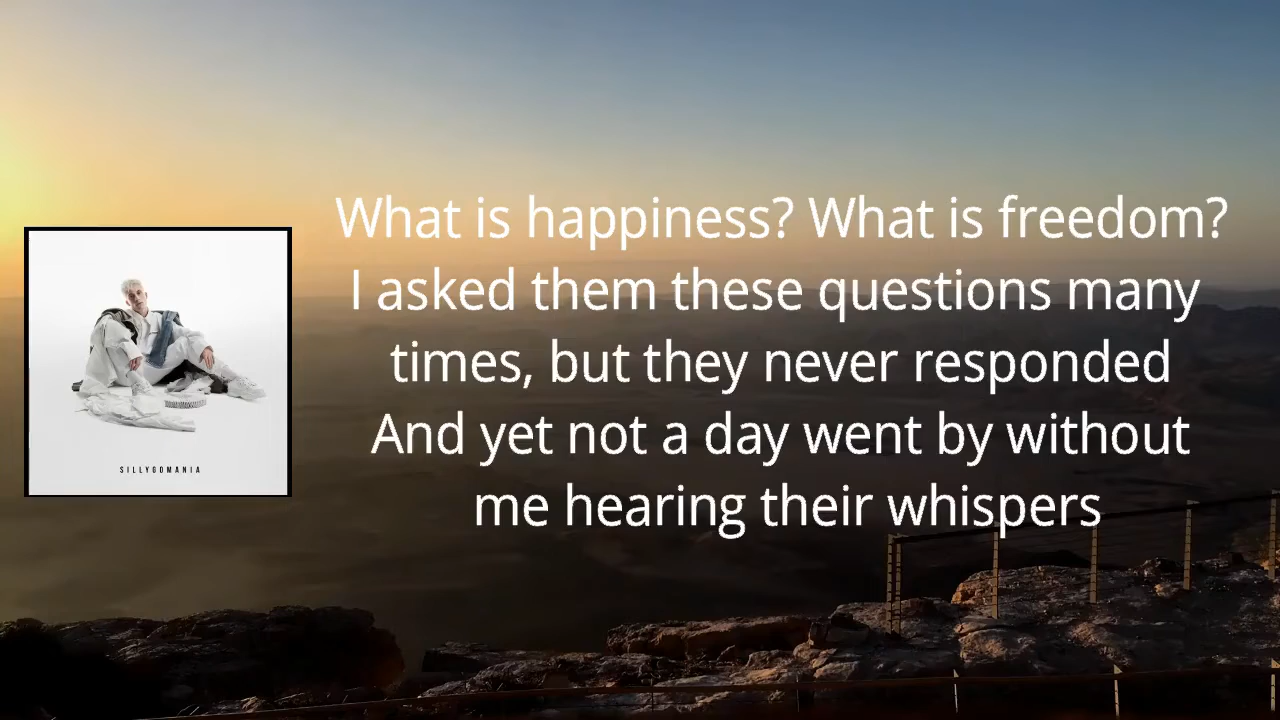 What is happiness? What is freedom?
I asked them these questions many
times, but they never responded
And yet not a day went by without
me hearing their whispers
SILLYGOMANIA